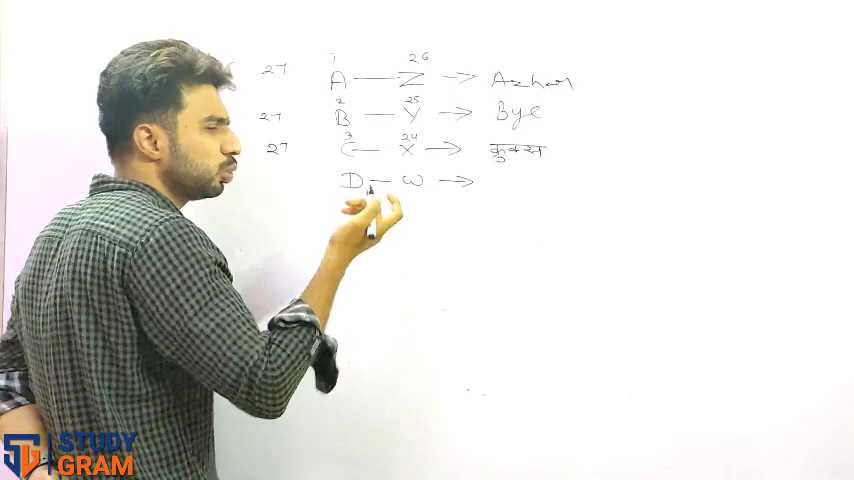 1 26
27 A — Z → Azhar
2 25
27 B — Y → Bye
3 24
27 C — X → 
D — W →
STUDY
GRAM